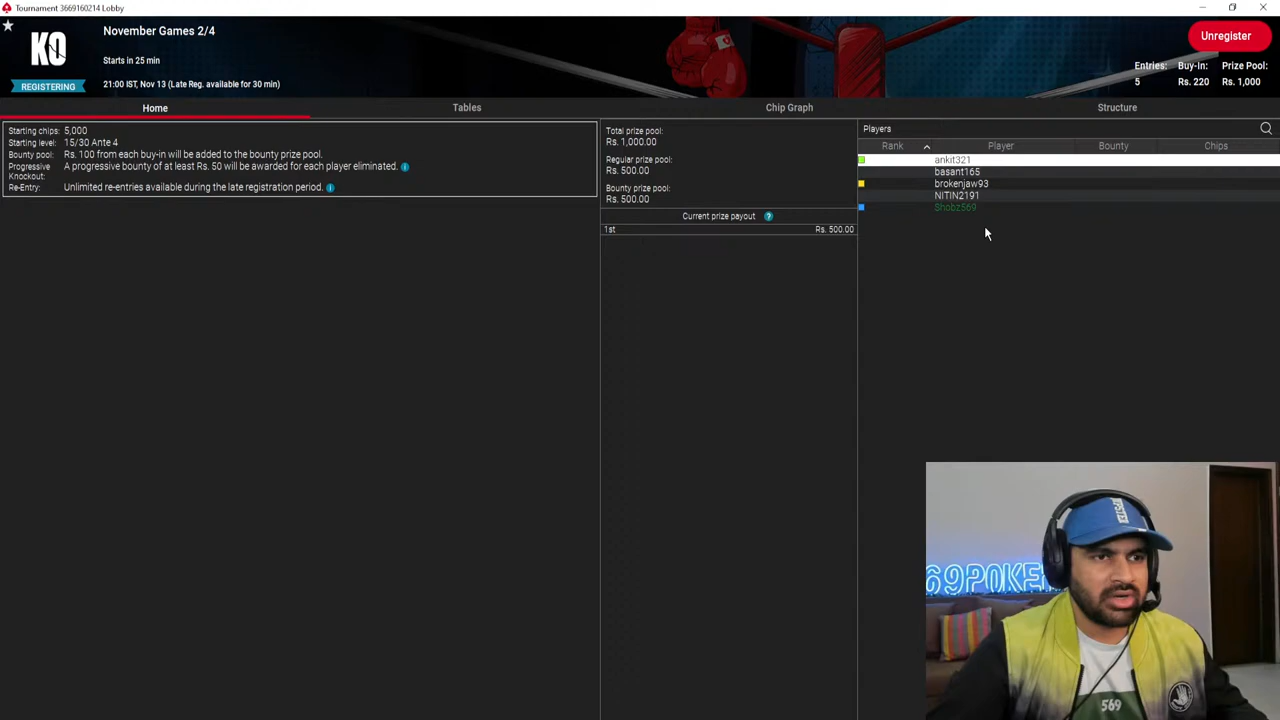 Tournament 3669160214 Lobby
KO
November Games 2/4
Starts in 25 min
REGISTERING
21:00 IST, Nov 13 (Late Reg. available for 30 min)
Unregister
Entries: Buy-In: Prize Pool:
5 Rs. 220 Rs. 1,000
Home Tables Chip Graph Structure
Starting chips: 5,000
Starting level: 15/30 Ante 4
Bounty pool: Rs. 100 from each buy-in will be added to the bounty prize pool.
Progressive Knockout: A progressive bounty of at least Rs. 50 will be awarded for each player eliminated.
Re-Entry: Unlimited re-entries available during the late registration period.
Total prize pool:
Rs. 1,000.00
Regular prize pool:
Rs. 500.00
Bounty prize pool:
Rs. 500.00
Current prize payout ?
1st Rs. 500.00
Players
Rank Player Bounty Chips
ankit321
basant165
brokenjaw93
NITIN2191
Shobz569
69POKE
569